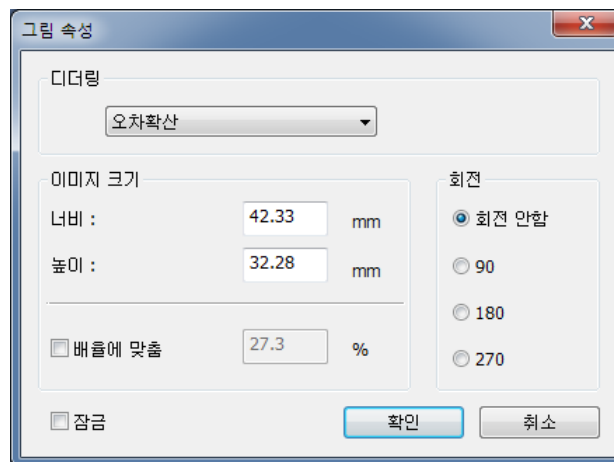 그림 속성
디더링
오차확산
이미지 크기
너비 : 42.33 mm
높이 : 32.28 mm
배율에 맞춤 27.3 %
회전
회전 안함
90
180
270
잠금
확인 취소